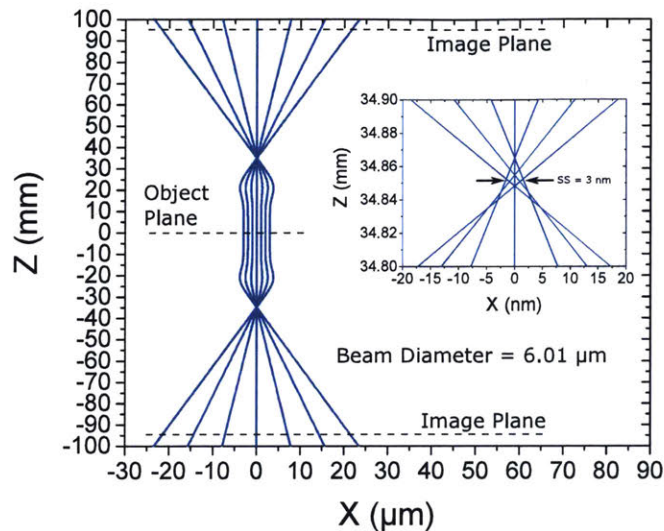 100
90
80
70
60
50
40
30
20
10
0
-10
-20
-30
-40
-50
-60
-70
-80
-90
-100
Z (mm)
-30 -20 -10 0 10 20 30 40 50 60 70 80 90
X (μm)
Image Plane
Object
Plane
34.90
34.88
34.86
34.84
34.82
34.80
Z (mm)
SS = 3 nm
-20 -15 -10 -5 0 5 10 15 20
X (nm)
Beam Diameter = 6.01 μm
Image Plane